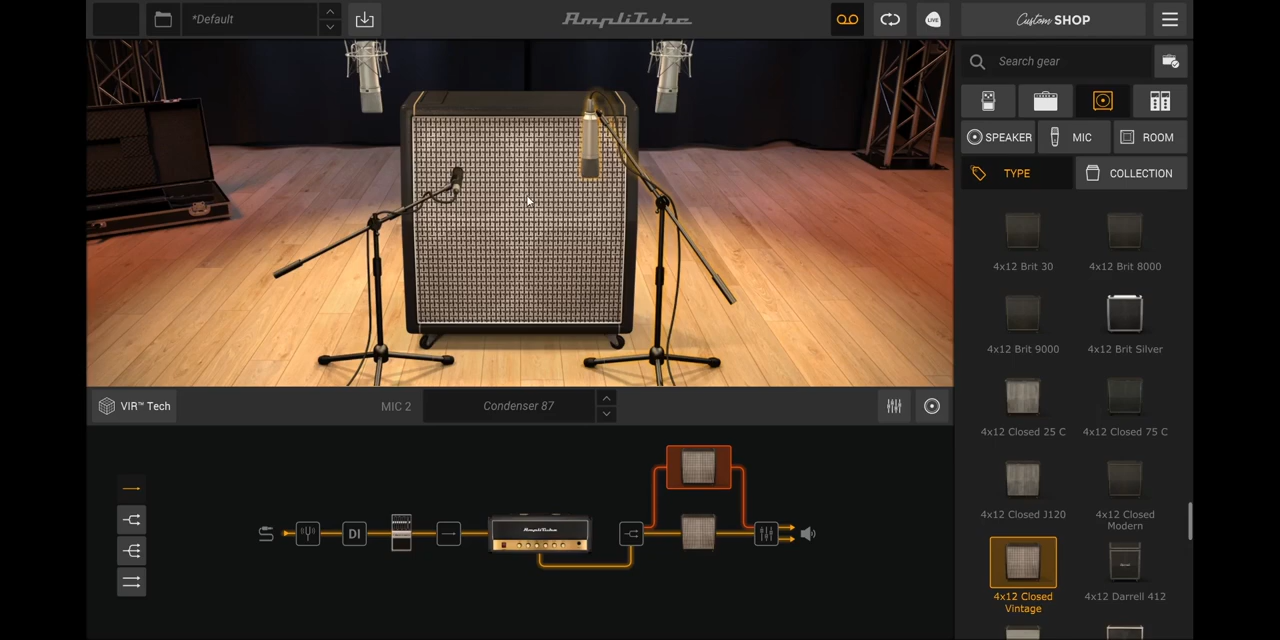 *Default
AmpliTube
LIVE
Custom SHOP
Search gear
SPEAKER
MIC
ROOM
TYPE
COLLECTION
4x12 Brit 30
4x12 Brit 8000
4x12 Brit 9000
4x12 Brit Silver
4x12 Closed 25 C
4x12 Closed 75 C
4x12 Closed J120
4x12 Closed
Modern
4x12 Closed
Vintage
4x12 Darrell 412
VIR™ Tech
MIC 2
Condenser 87
DI
AmpliTube